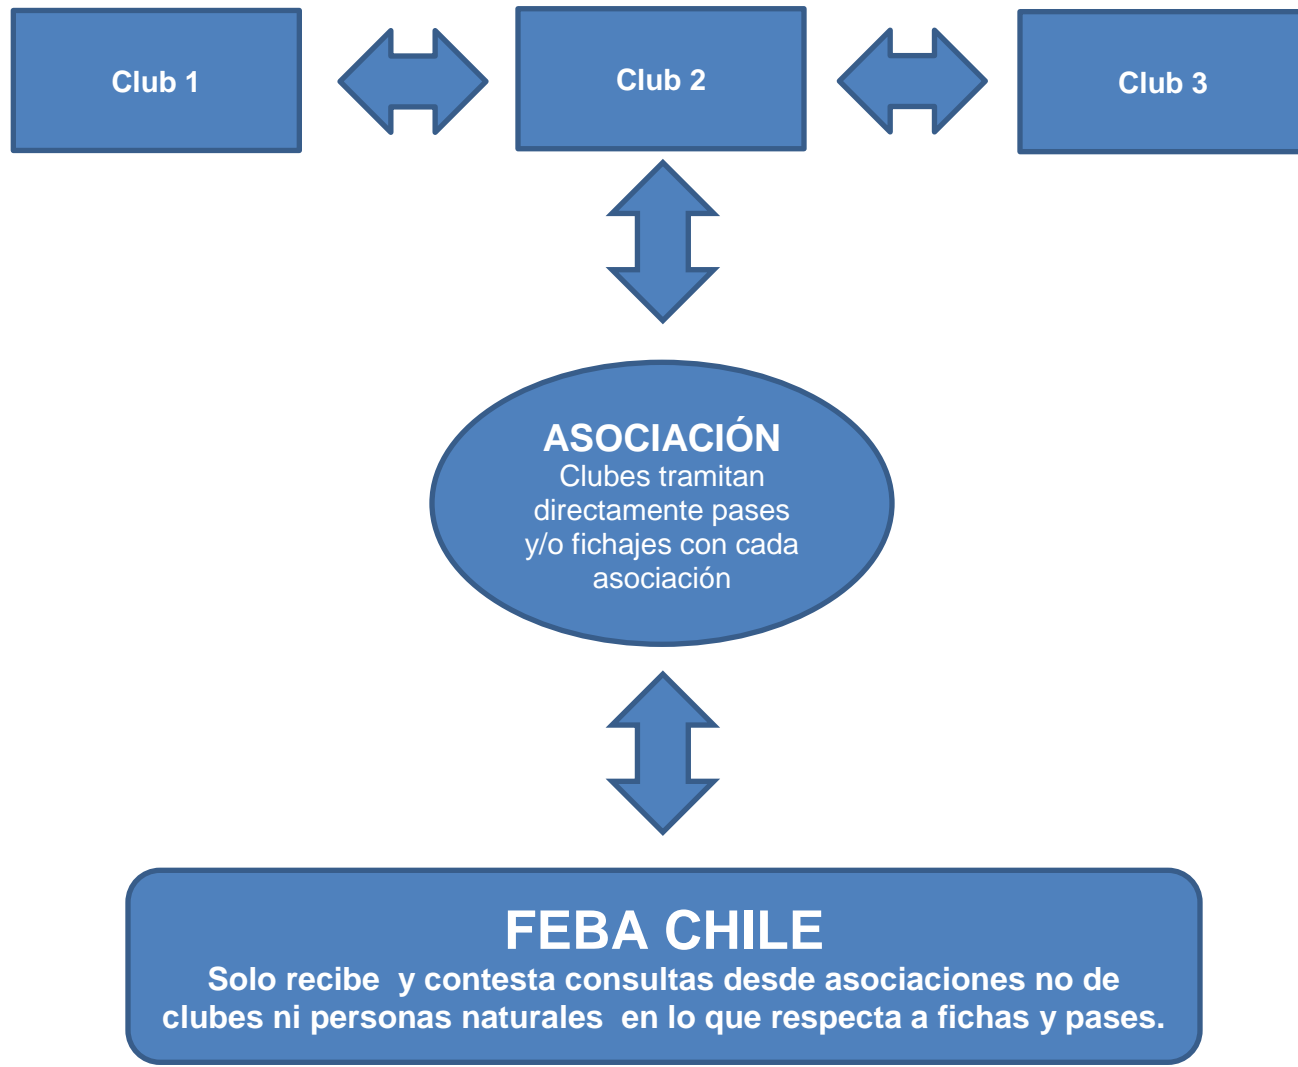 Club 1
Club 2
Club 3
ASOCIACIÓN
Clubes tramitan
directamente pases
y/o fichajes con cada
asociación
FEBA CHILE
Solo recibe  y contesta consultas desde asociaciones no de
clubes ni personas naturales  en lo que respecta a fichas y pases.